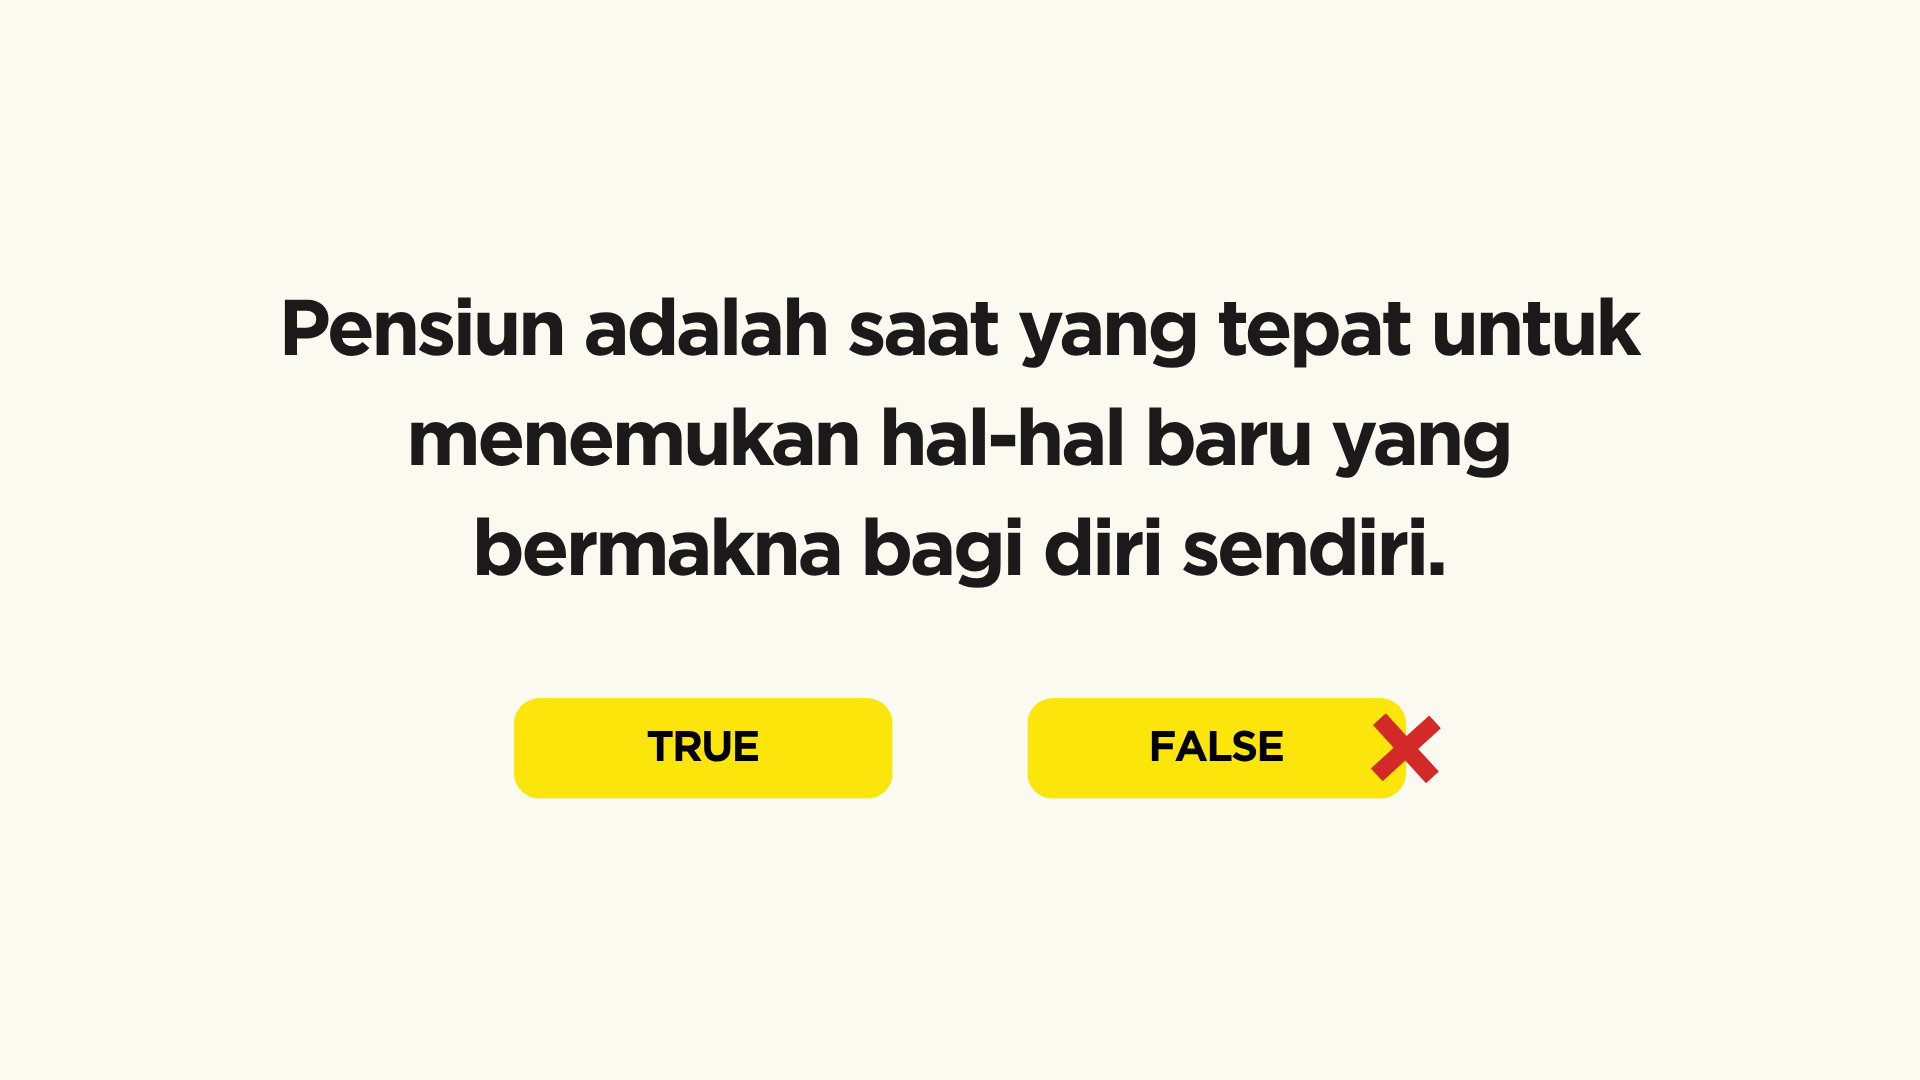 Pensiun adalah saat yang tepat untuk
menemukan hal-hal baru yang
bermakna bagi diri sendiri.
TRUE
FALSE